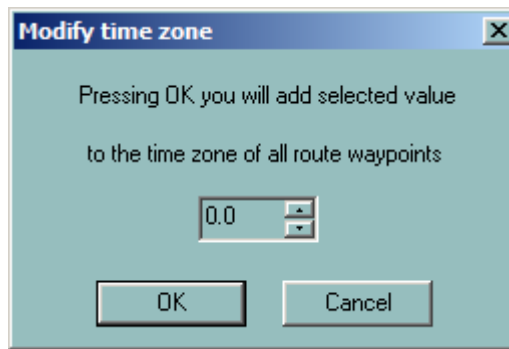 Modify time zone
Pressing OK you will add selected value
to the time zone of all route waypoints
0.0
OK
Cancel